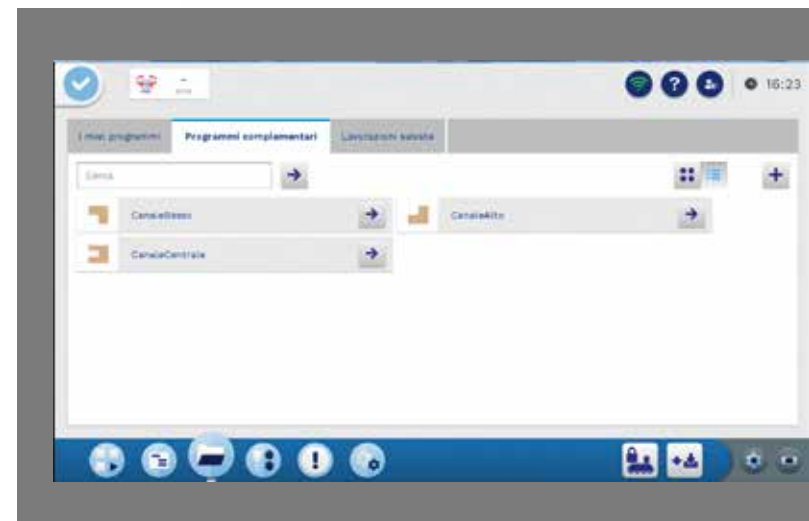 16:23
I miei programmi
Programmi complementari
Lavorazioni salvate
Cerca
CanaleBasso
CanaleAlto
CanaleCentrale